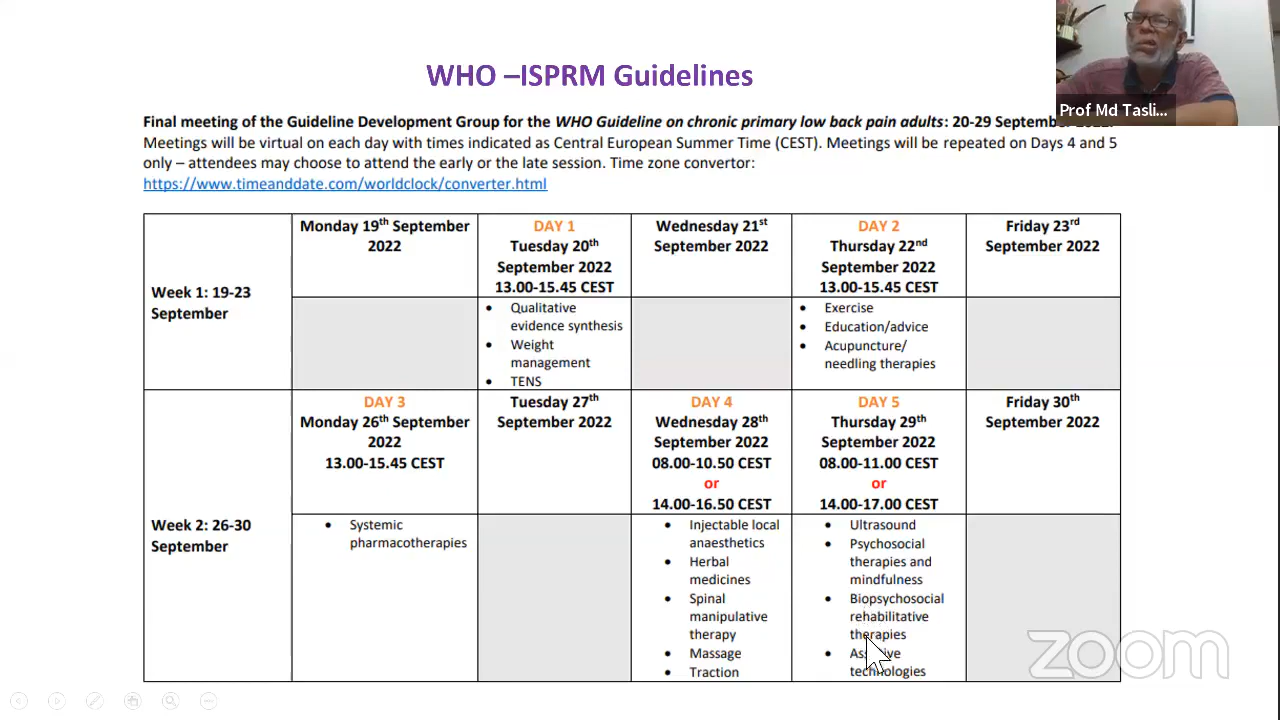 WHO –ISPRM Guidelines
Prof Md Tasli...
Final meeting of the Guideline Development Group for the WHO Guideline on chronic primary low back pain adults: 20-29 September
Meetings will be virtual on each day with times indicated as Central European Summer Time (CEST). Meetings will be repeated on Days 4 and 5
only – attendees may choose to attend the early or the late session. Time zone convertor:
https://www.timeanddate.com/worldclock/converter.html
Week 1: 19-23
September
Monday 19th September
2022
DAY 1
Tuesday 20th
September 2022
13.00-15.45 CEST
Wednesday 21st
September 2022
DAY 2
Thursday 22nd
September 2022
13.00-15.45 CEST
Friday 23rd
September 2022
• Qualitative
evidence synthesis
• Weight
management
• TENS
• Exercise
• Education/advice
• Acupuncture/
needling therapies
Week 2: 26-30
September
DAY 3
Monday 26th September
2022
13.00-15.45 CEST
Tuesday 27th
September 2022
DAY 4
Wednesday 28th
September 2022
08.00-10.50 CEST
or
14.00-16.50 CEST
DAY 5
Thursday 29th
September 2022
08.00-11.00 CEST
or
14.00-17.00 CEST
Friday 30th
September 2022
• Systemic
pharmacotherapies
• Injectable local
anaesthetics
• Herbal
medicines
• Spinal
manipulative
therapy
• Massage
• Traction
• Ultrasound
• Psychosocial
therapies and
mindfulness
• Biopsychosocial
rehabilitative
therapies
• Assistive
technologies
zoom